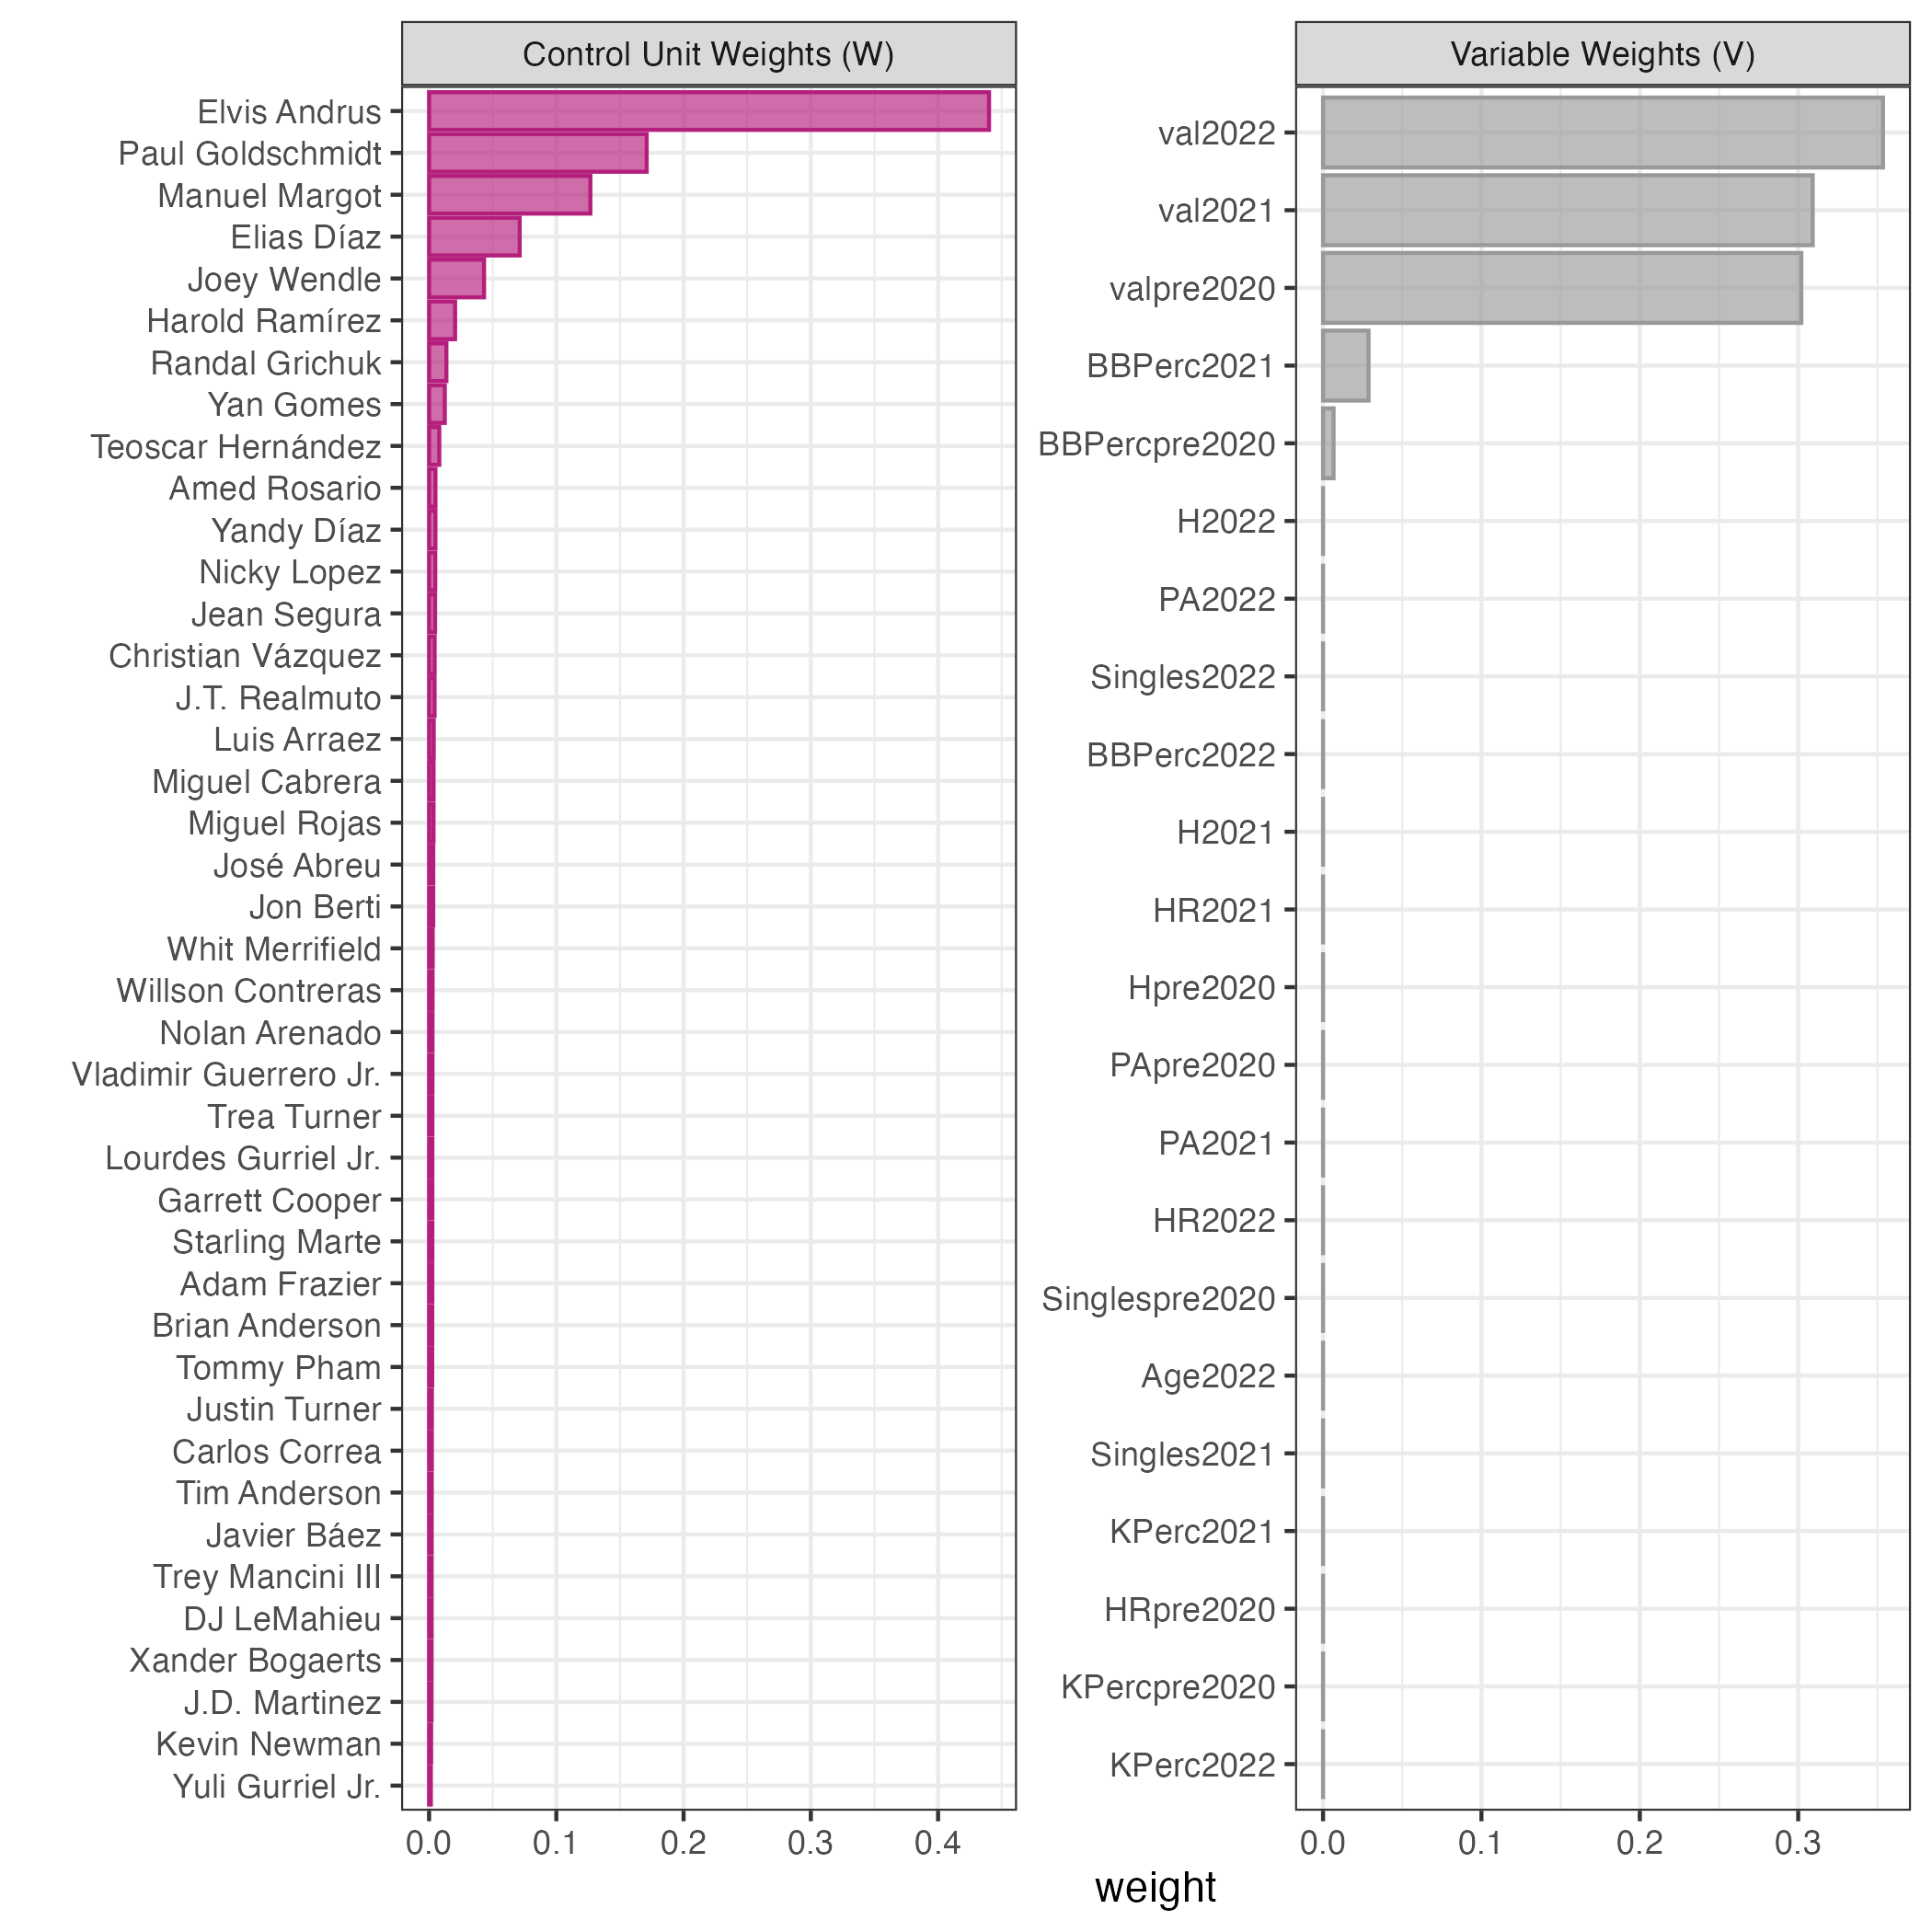 Control Unit Weights (W)
Elvis Andrus
Paul Goldschmidt
Manuel Margot
Elias Díaz
Joey Wendle
Harold Ramírez
Randal Grichuk
Yan Gomes
Teoscar Hernández
Amed Rosario
Yandy Díaz
Nicky Lopez
Jean Segura
Christian Vázquez
J.T. Realmuto
Luis Arraez
Miguel Cabrera
Miguel Rojas
José Abreu
Jon Berti
Whit Merrifield
Willson Contreras
Nolan Arenado
Vladimir Guerrero Jr.
Trea Turner
Lourdes Gurriel Jr.
Garrett Cooper
Starling Marte
Adam Frazier
Brian Anderson
Tommy Pham
Justin Turner
Carlos Correa
Tim Anderson
Javier Báez
Trey Mancini III
DJ LeMahieu
Xander Bogaerts
J.D. Martinez
Kevin Newman
Yuli Gurriel Jr.
0.0 0.1 0.2 0.3 0.4
Variable Weights (V)
val2022
val2021
valpre2020
BBPerc2021
BBPercpre2020
H2022
PA2022
Singles2022
BBPerc2022
H2021
HR2021
Hpre2020
PApre2020
PA2021
HR2022
Singlespre2020
Age2022
Singles2021
KPerc2021
HRpre2020
KPercpre2020
KPerc2022
0.0 0.1 0.2 0.3
weight